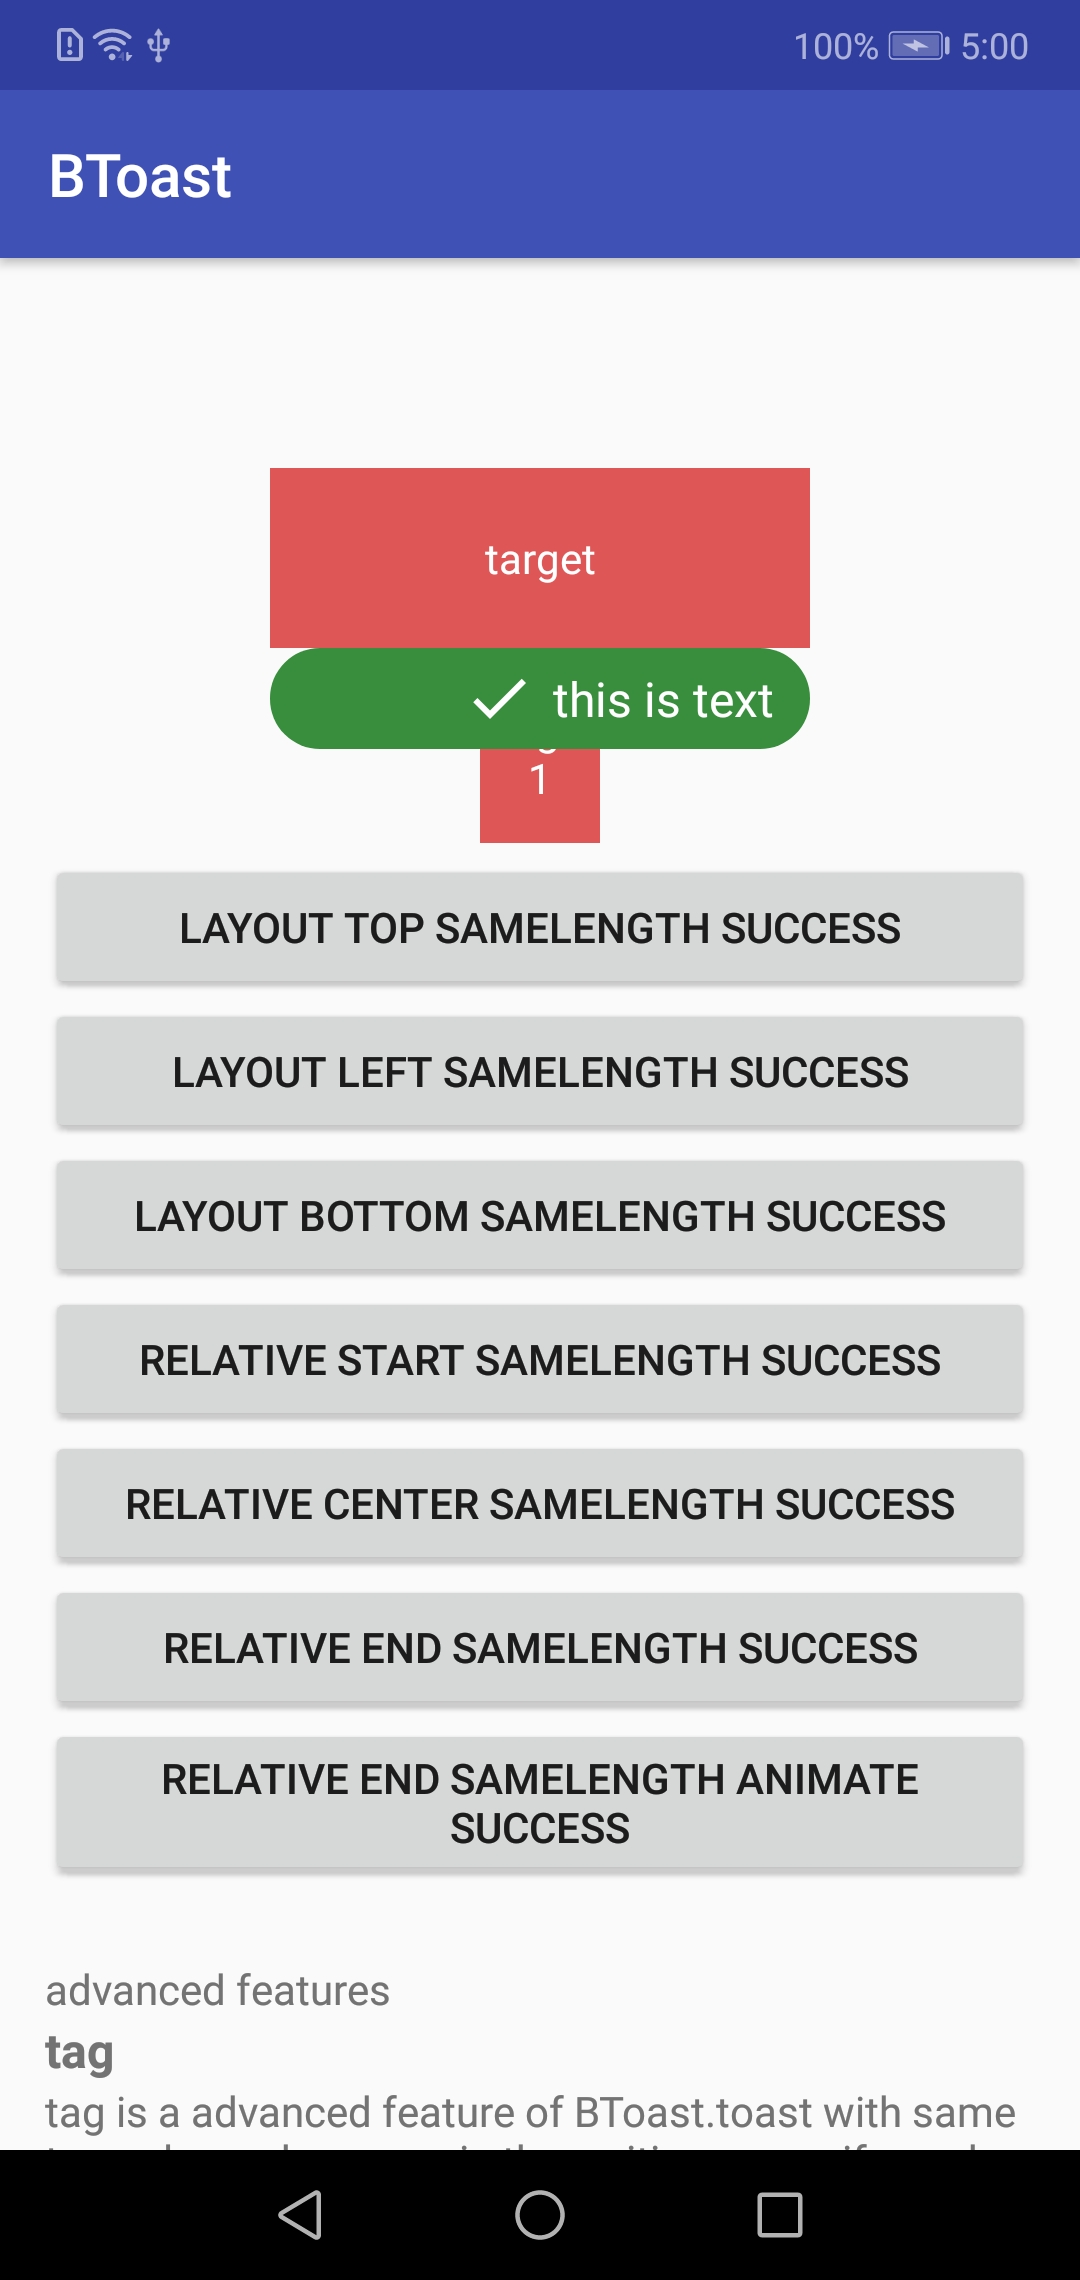 100% 5:00
BToast
target
this is text
1
LAYOUT TOP SAMELENGTH SUCCESS
LAYOUT LEFT SAMELENGTH SUCCESS
LAYOUT BOTTOM SAMELENGTH SUCCESS
RELATIVE START SAMELENGTH SUCCESS
RELATIVE CENTER SAMELENGTH SUCCESS
RELATIVE END SAMELENGTH SUCCESS
RELATIVE END SAMELENGTH ANIMATE
SUCCESS
advanced features
tag
tag is a advanced feature of BToast.toast with same